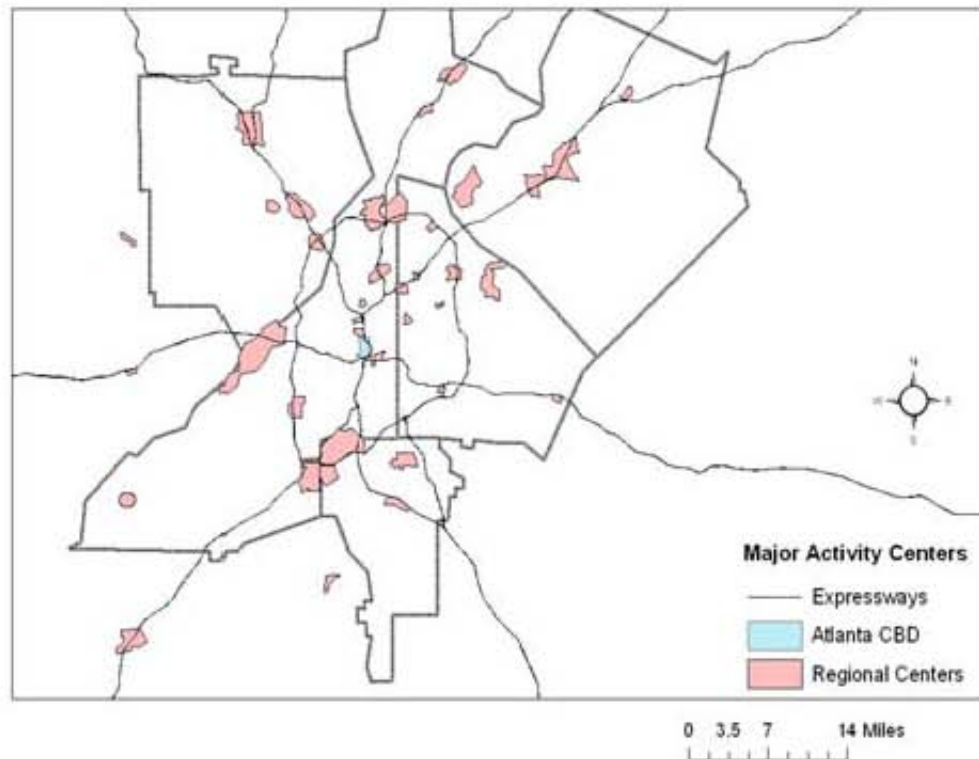 N
W E
S
Major Activity Centers
Expressways
Atlanta CBD
Regional Centers
0 3.5 7 14 Miles